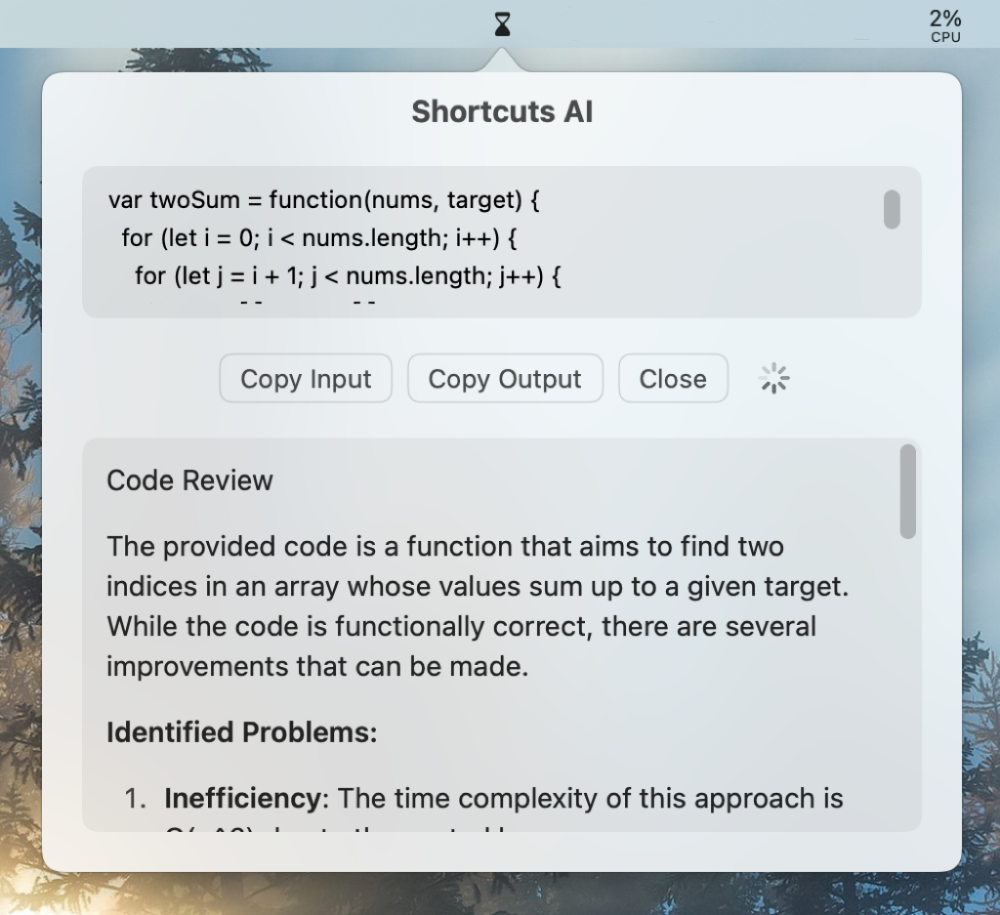 2%
CPU
Shortcuts AI
var twoSum = function(nums, target) {
for (let i = 0; i < nums.length; i++) {
for (let j = i + 1; j < nums.length; j++) {
Copy Input
Copy Output
Close
Code Review
The provided code is a function that aims to find two
indices in an array whose values sum up to a given target.
While the code is functionally correct, there are several
improvements that can be made.
Identified Problems:
1. Inefficiency: The time complexity of this approach is